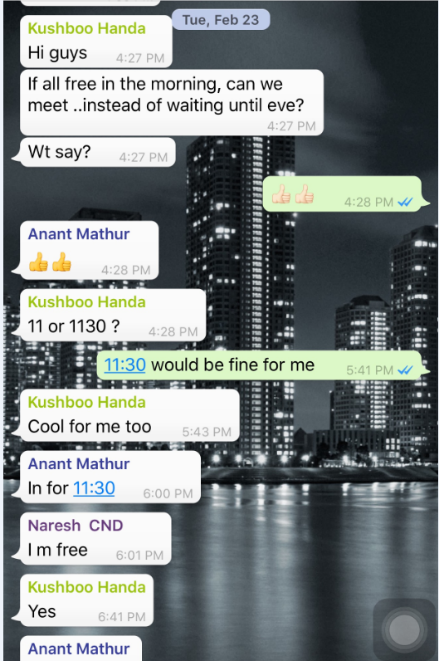 Tue, Feb 23
Kushboo Handa
Hi guys
4:27 PM
If all free in the morning, can we
meet ..instead of waiting until eve?
4:27 PM
Wt say? 4:27 PM
👍🏻👍🏻 4:28 PM
Anant Mathur
👍👍 4:28 PM
Kushboo Handa
11 or 1130 ? 4:28 PM
11:30 would be fine for me 5:41 PM
Kushboo Handa
Cool for me too 5:43 PM
Anant Mathur
In for 11:30 6:00 PM
Naresh CND
I m free 6:01 PM
Kushboo Handa
Yes 6:41 PM
Anant Mathur